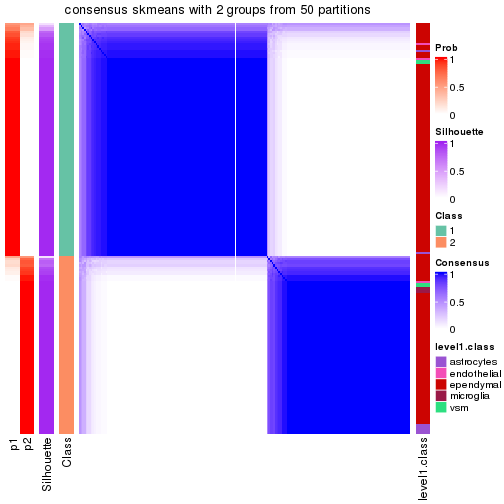 consensus skmeans with 2 groups from 50 partitions
Prob
1
0.5
0
Silhouette
1
0.5
0
Class
1
2
Consensus
1
0.5
0
level1.class
astrocytes
endothelial
ependymal
microglia
vsm
p1
p2
Silhouette
Class
level1.class